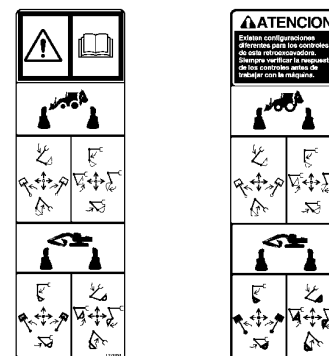 ATENCION
Existen configuraciones
diferentes para los controles
de esta retroexcavadora.
Siempre verificar la respuesta
de los controles antes de
trabajar con la máquina.